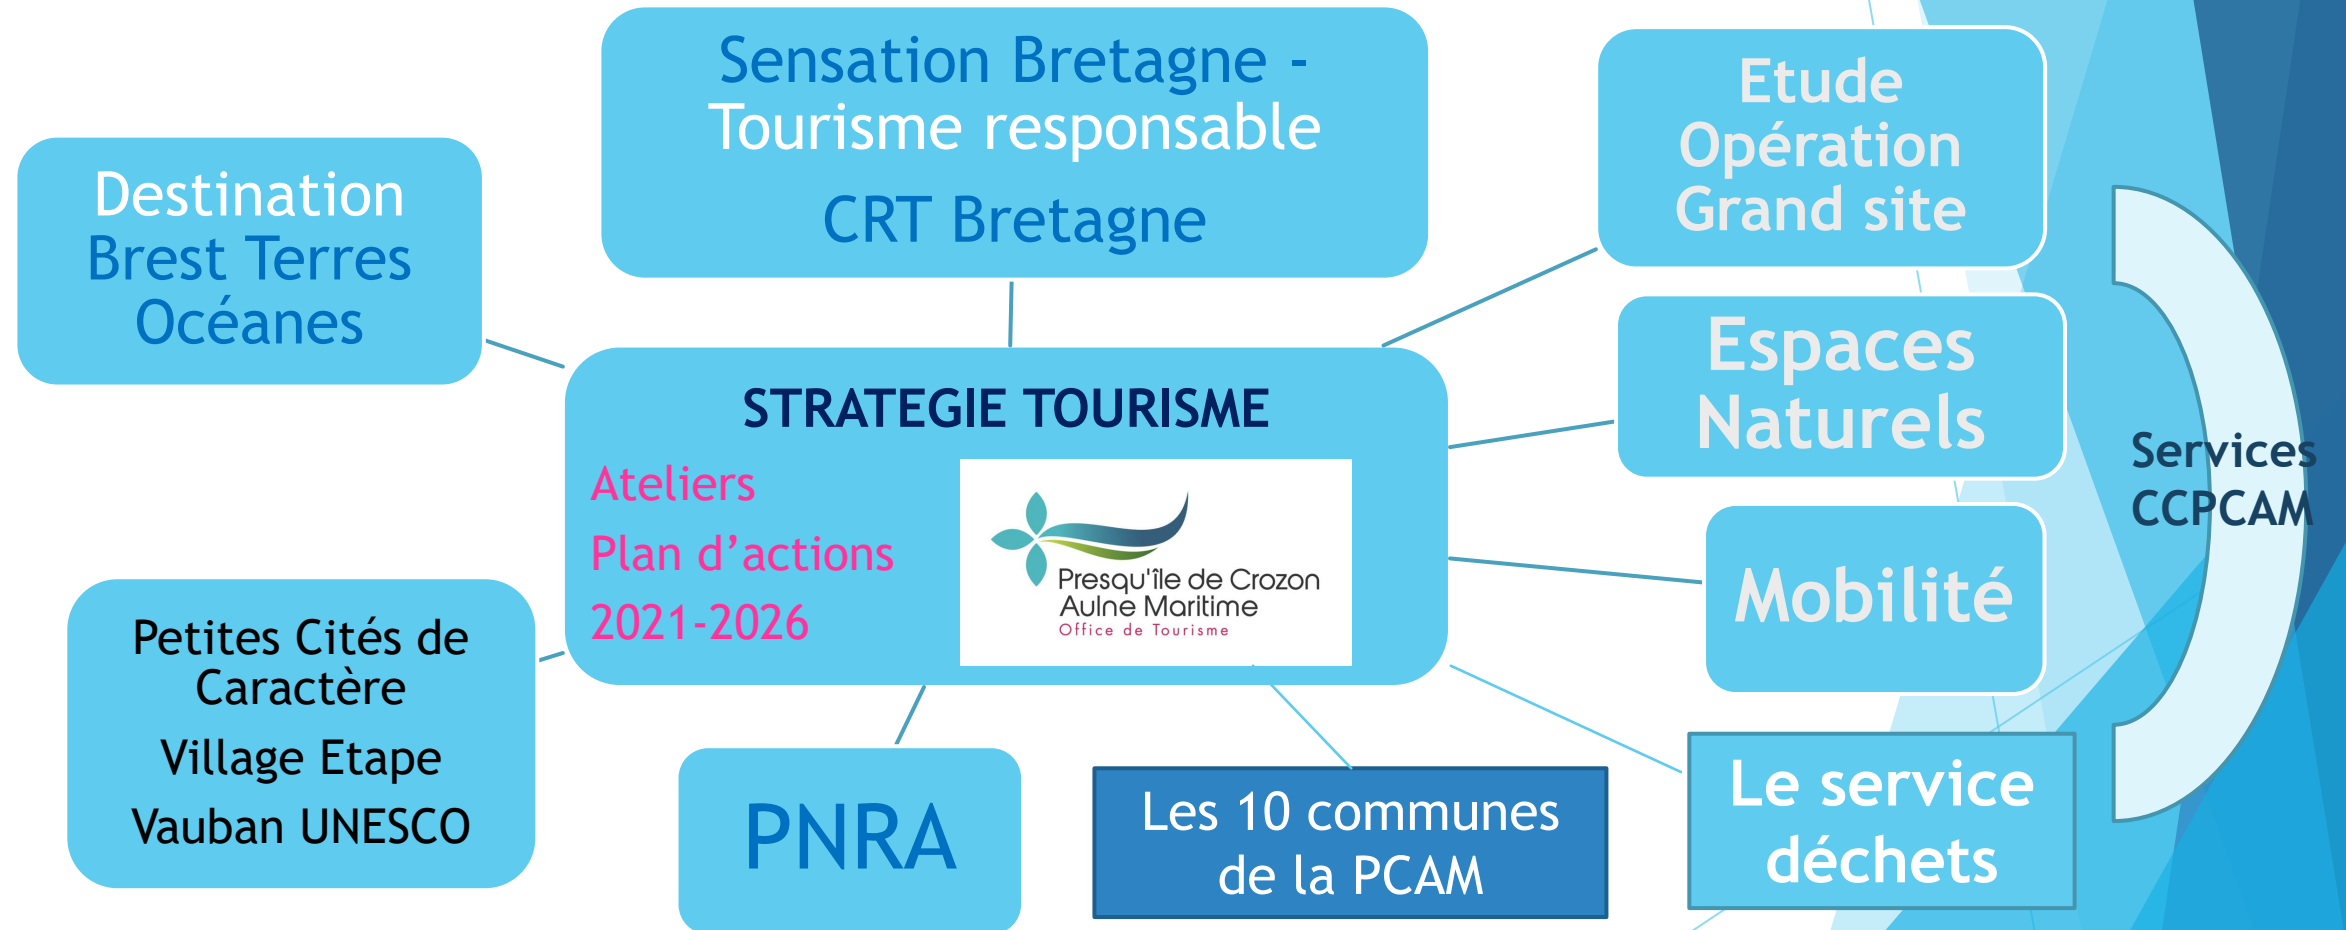 Sensation Bretagne -
Tourisme responsable
CRT Bretagne
Etude
Opération
Grand site
Destination
Brest Terres
Océanes
Espaces
Naturels
STRATEGIE TOURISME
Ateliers
Plan d’actions
2021-2026
Presqu'île de Crozon
Aulne Maritime
Office de Tourisme
Services
CCPCAM
Mobilité
Petites Cités de
Caractère
Village Etape
Vauban UNESCO
PNRA
Les 10 communes
de la PCAM
Le service
déchets